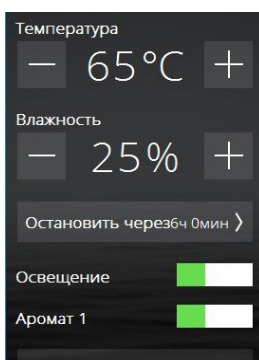 Температура
— 65°C +
Влажность
— 25% +
Остановить через6ч 0мин 〉
Освещение
Аромат 1